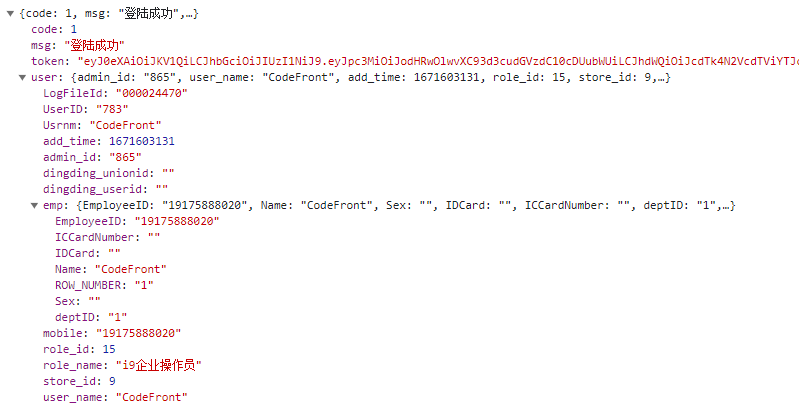 {code: 1, msg: "登陆成功",…}
code: 1
msg: "登陆成功"
token: "eyJ0eXAiOiJKV1QiLCJhbGciOiJIUzI1NiJ9.eyJpc3MiOiJodHRwOlwvXC93d3cudGVzdC10cDUubWUiLCJhdWQiOiJcdTk4N2VcdTViYTJc
user: {admin_id: "865", user_name: "CodeFront", add_time: 1671603131, role_id: 15, store_id: 9,…}
LogFileId: "000024470"
UserID: "783"
Usrnm: "CodeFront"
add_time: 1671603131
admin_id: "865"
dingding_unionid: ""
dingding_userid: ""
emp: {EmployeeID: "19175888020", Name: "CodeFront", Sex: "", IDCard: "", ICCardNumber: "", deptID: "1",…}
EmployeeID: "19175888020"
ICCardNumber: ""
IDCard: ""
Name: "CodeFront"
ROW_NUMBER: "1"
Sex: ""
deptID: "1"
mobile: "19175888020"
role_id: 15
role_name: "i9企业操作员"
store_id: 9
user_name: "CodeFront"